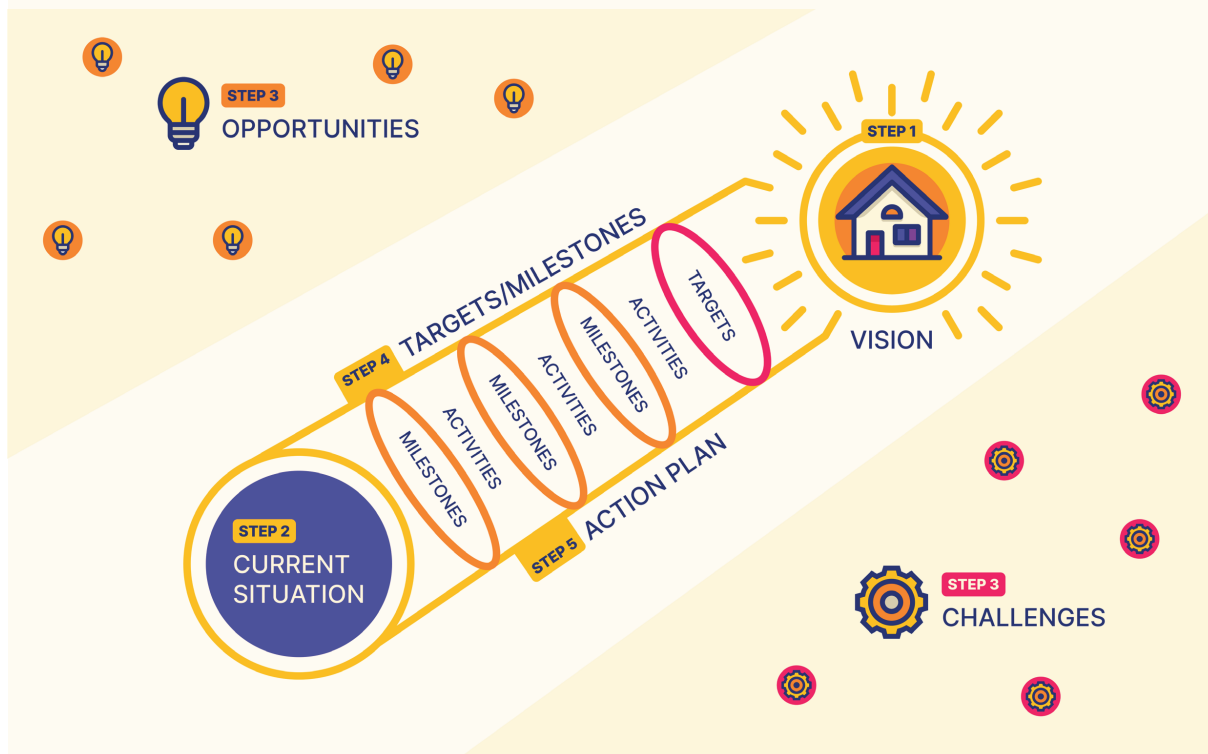 STEP 3
OPPORTUNITIES
STEP 1
VISION
STEP 4
TARGETS/MILESTONES
TARGETS
ACTIVITIES
MILESTONES
ACTIVITIES
MILESTONES
ACTIVITIES
MILESTONES
STEP 5
ACTION PLAN
STEP 2
CURRENT
SITUATION
STEP 3
CHALLENGES